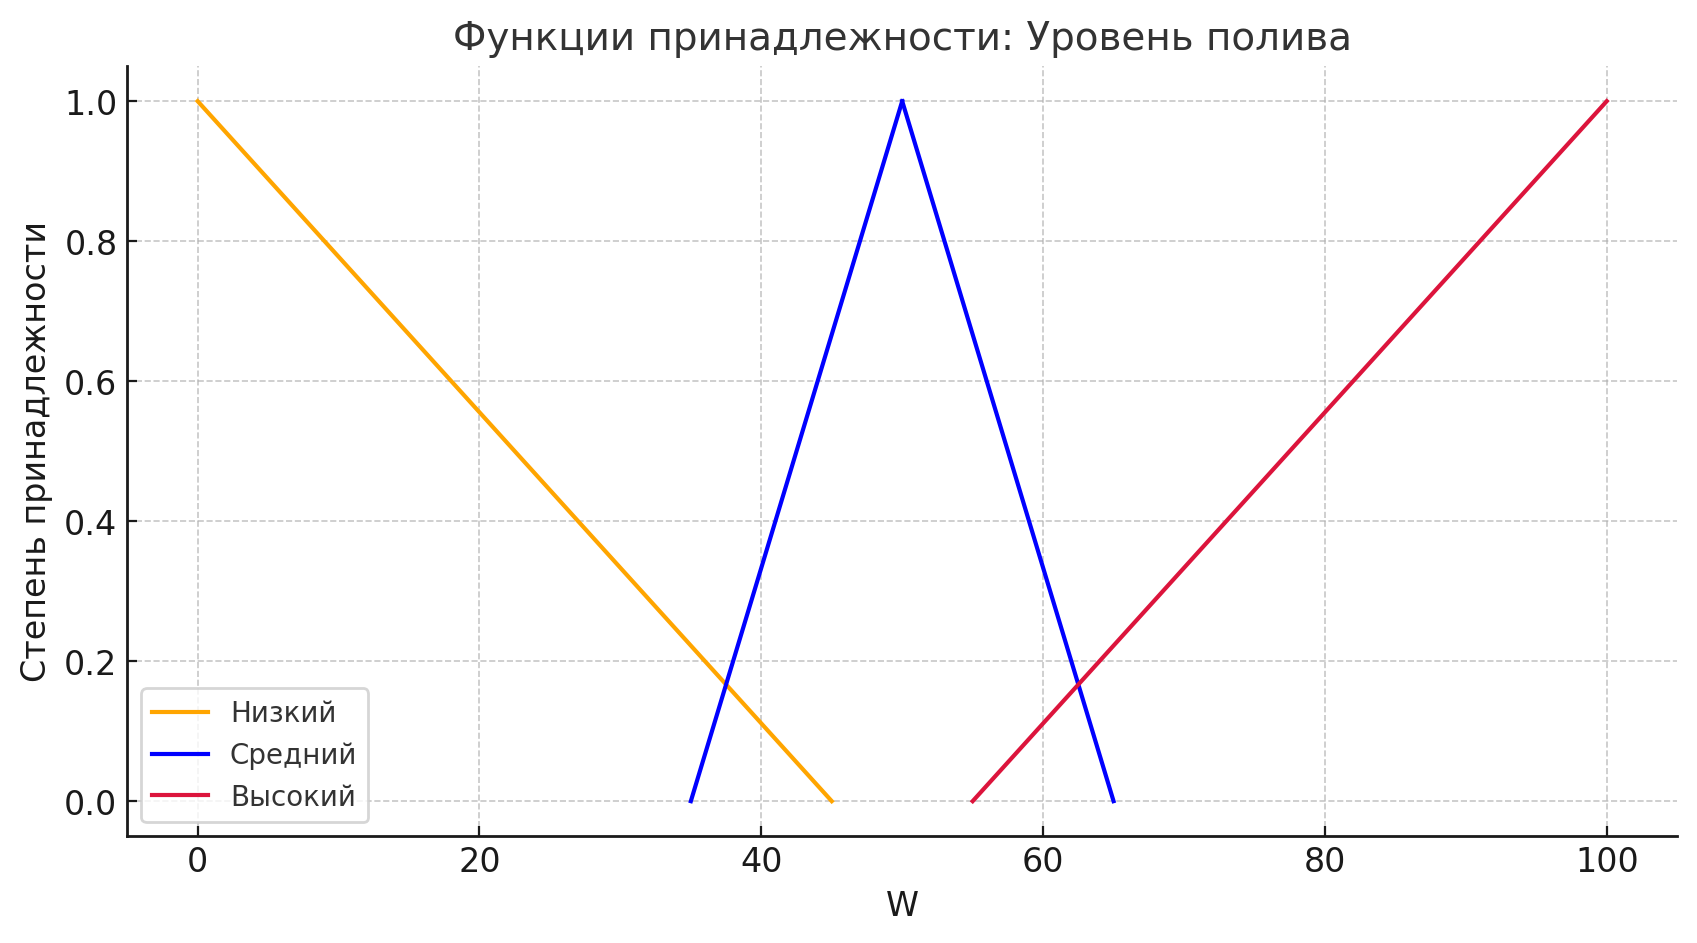 Функции принадлежности: Уровень полива
Степень принадлежности
1.0
0.8
0.6
0.4
0.2
0.0
Низкий
Средний
Высокий
0 20 40 60 80 100
W